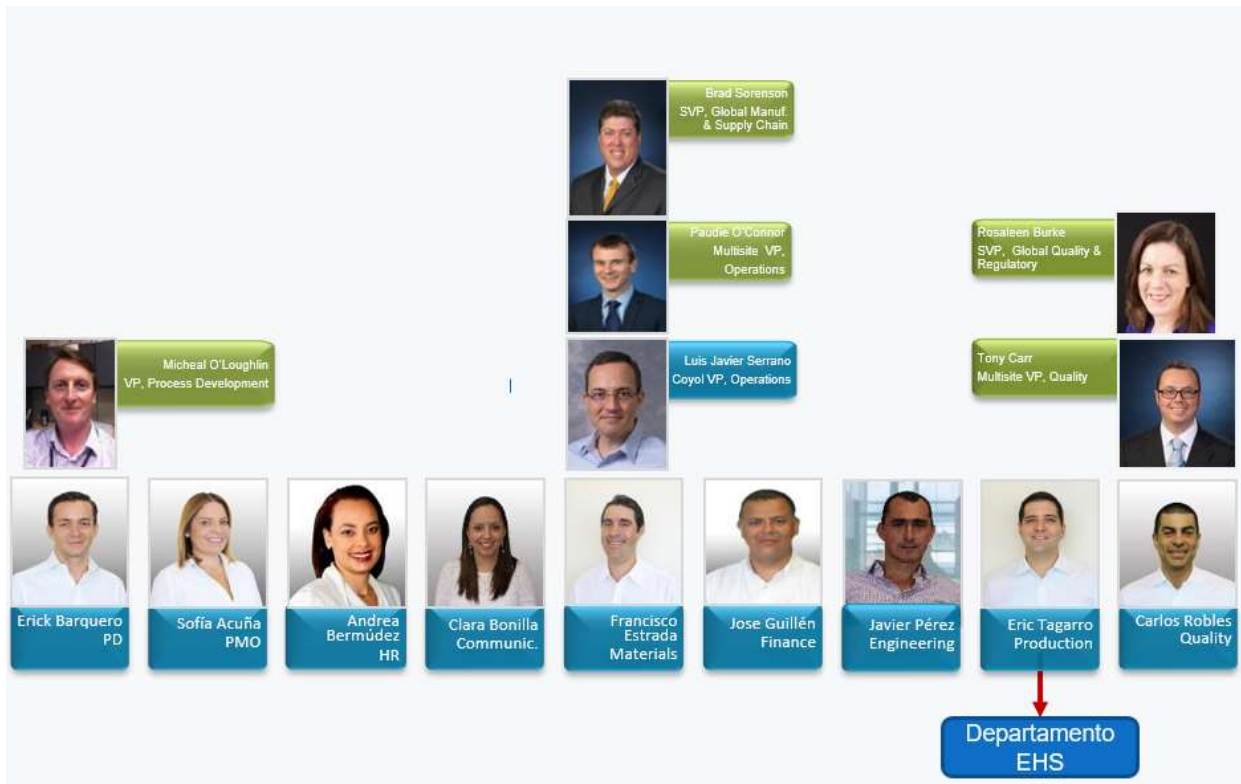 Brad Sorenson
SVP, Global Manuf.
& Supply Chain
Paudie O'Connor
Multisite VP,
Operations
Rosaleen Burke
SVP, Global Quality &
Regulatory
Micheal O'Loughlin
VP, Process Development
Luis Javier Serrano
Coyol VP, Operations
Tony Carr
Multisite VP, Quality
Erick Barquero
PD
Sofía Acuña
PMO
Andrea
Bermúdez
HR
Clara Bonilla
Communic.
Francisco
Estrada
Materials
Jose Guillén
Finance
Javier Pérez
Engineering
Eric Tagarro
Production
Carlos Robles
Quality
Departamento
EHS